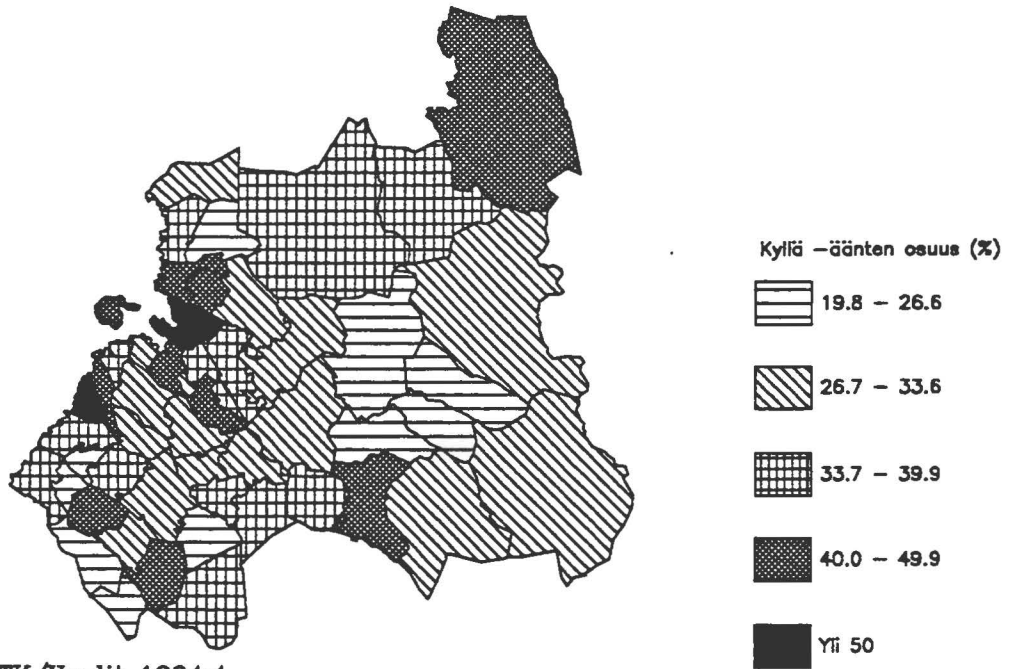 Kyllä -äänten osuus (%)
19.8 - 26.6
26.7 - 33.6
33.7 - 39.9
40.0 - 49.9
Yli 50